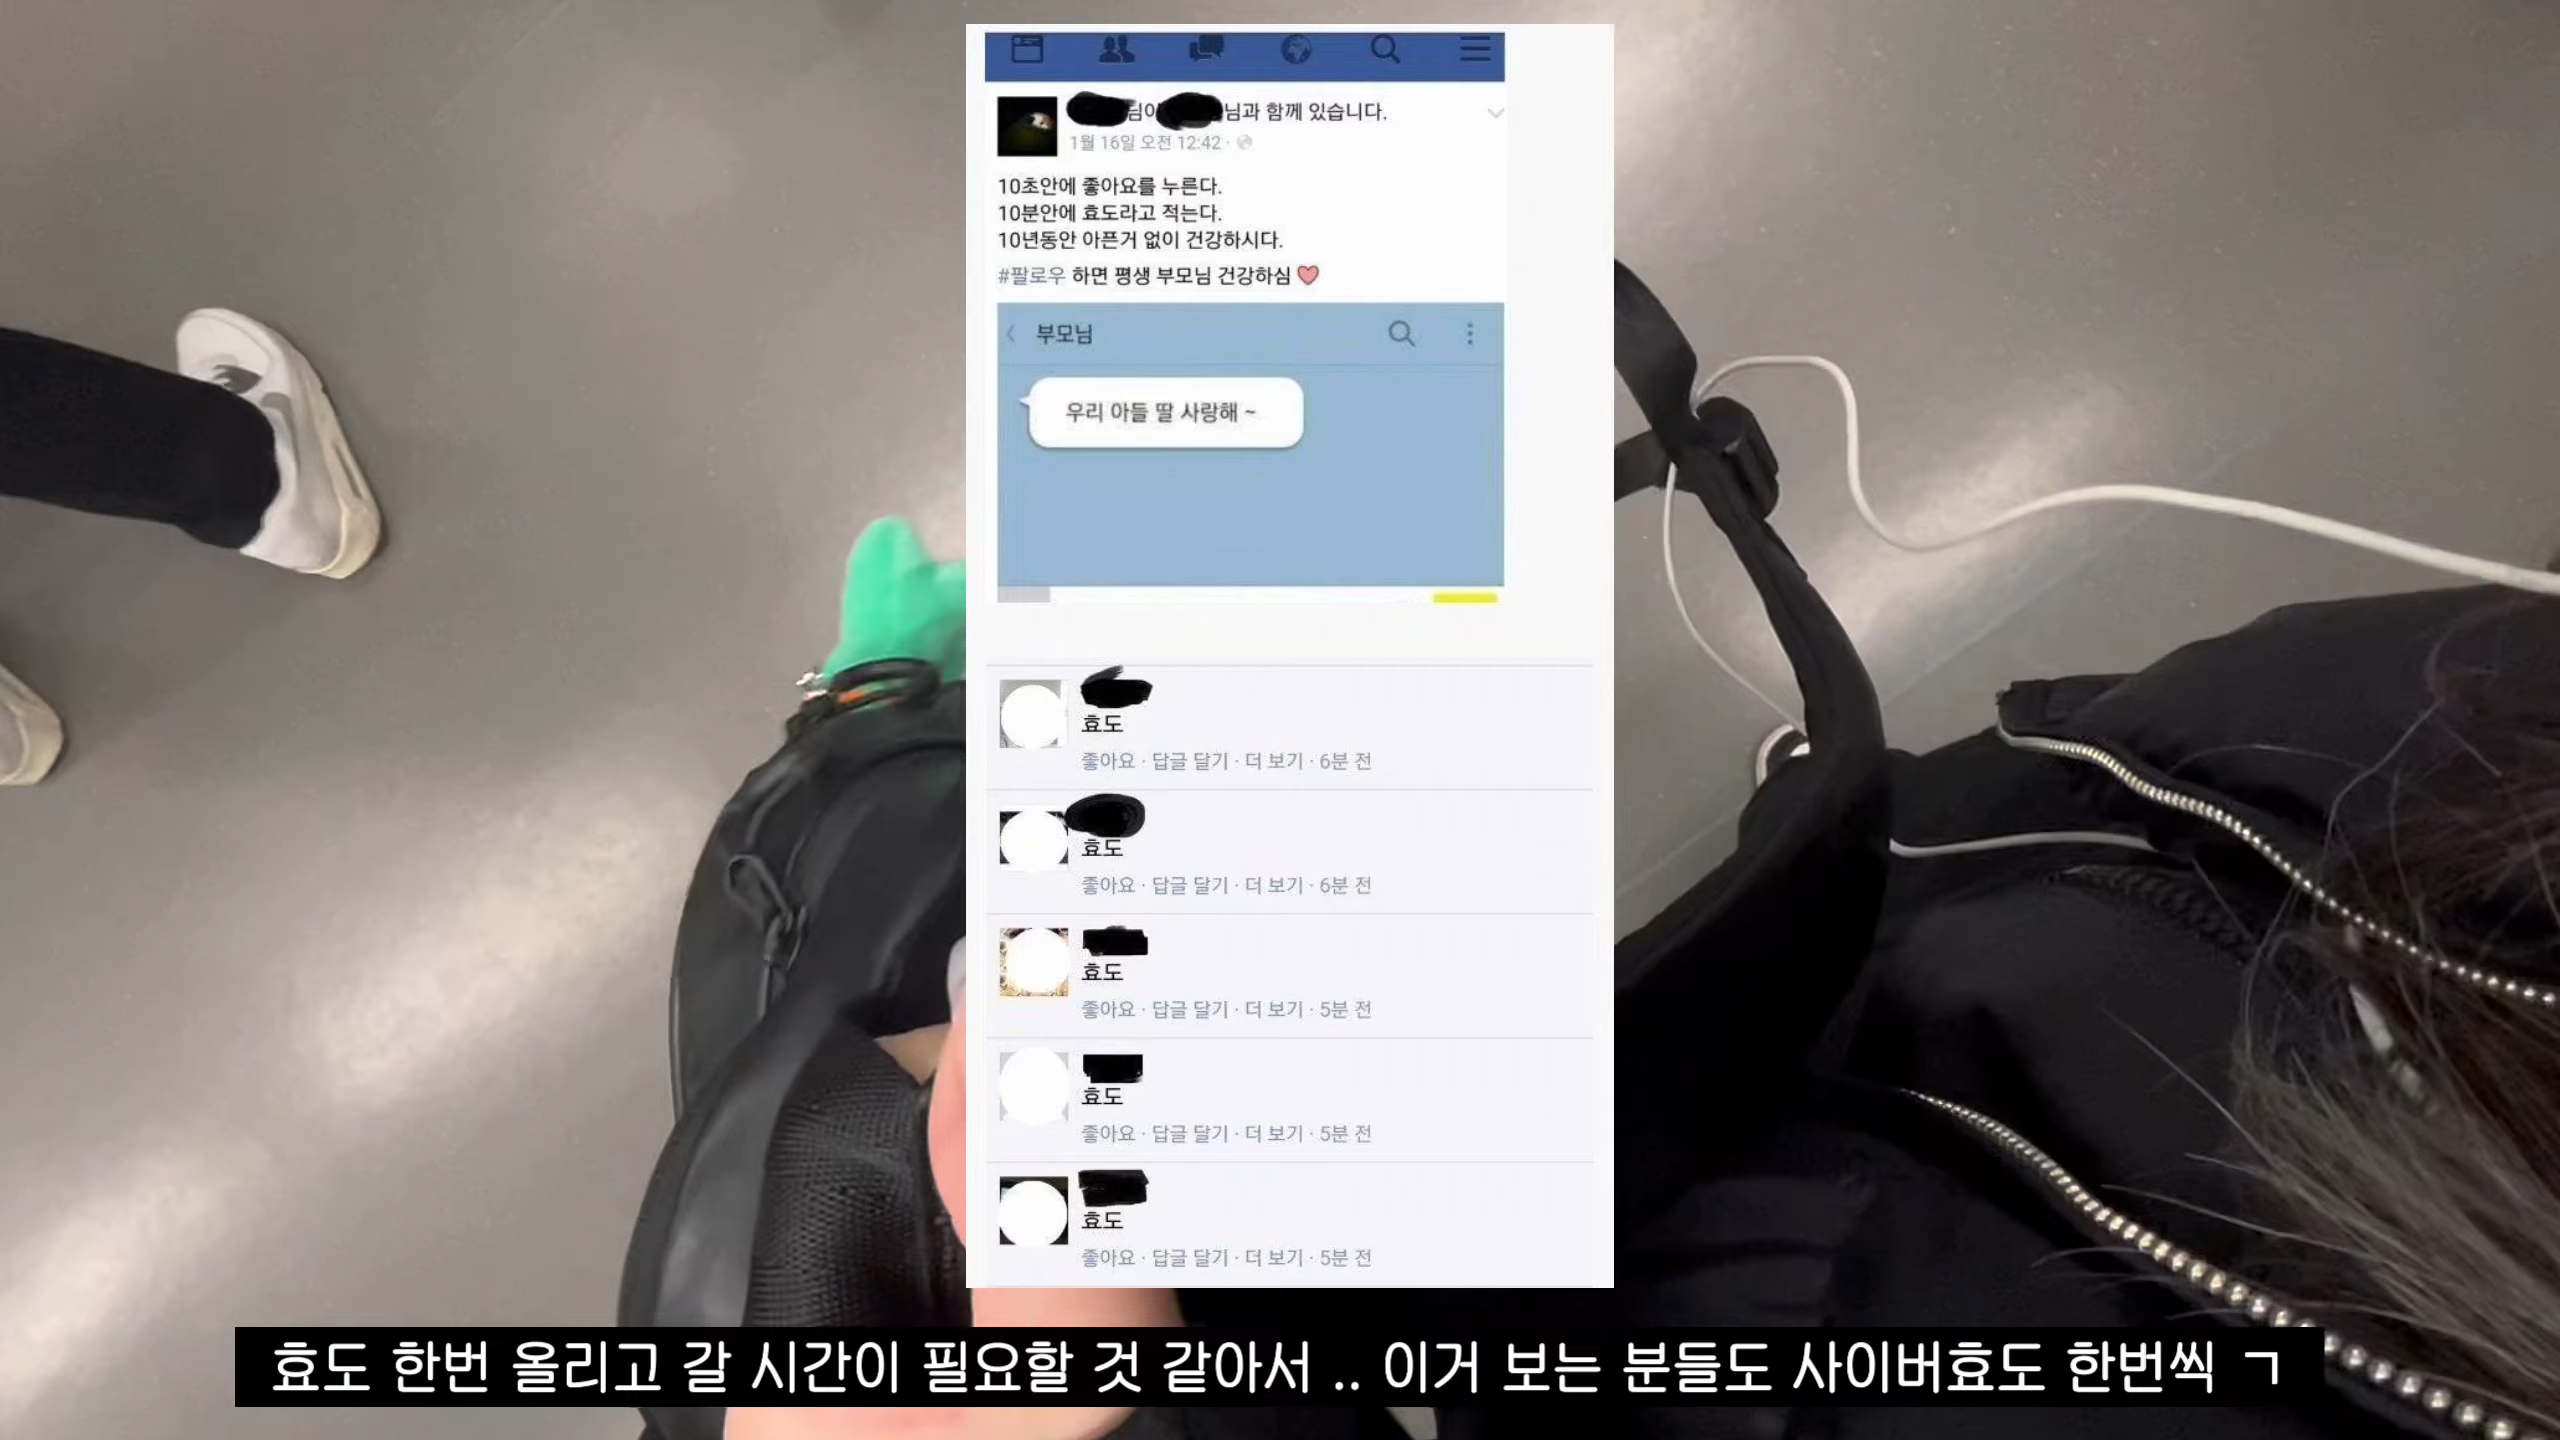 님이 님과 함께 있습니다.
1월 16일 오전 12:42 ·
10초안에 좋아요를 누른다.
10분안에 효도라고 적는다.
10년동안 아픈거 없이 건강하시다.
#팔로우 하면 평생 부모님 건강하심
부모님
우리 아들 딸 사랑해 ~
효도
좋아요 · 답글 달기 · 더 보기 · 6분 전
효도
좋아요 · 답글 달기 · 더 보기 · 6분 전
효도
좋아요 · 답글 달기 · 더 보기 · 5분 전
효도
좋아요 · 답글 달기 · 더 보기 · 5분 전
효도
좋아요 · 답글 달기 · 더 보기 · 5분 전
효도 한번 올리고 갈 시간이 필요할 것 같아서 .. 이거 보는 분들도 사이버효도 한번씩 ㄱ